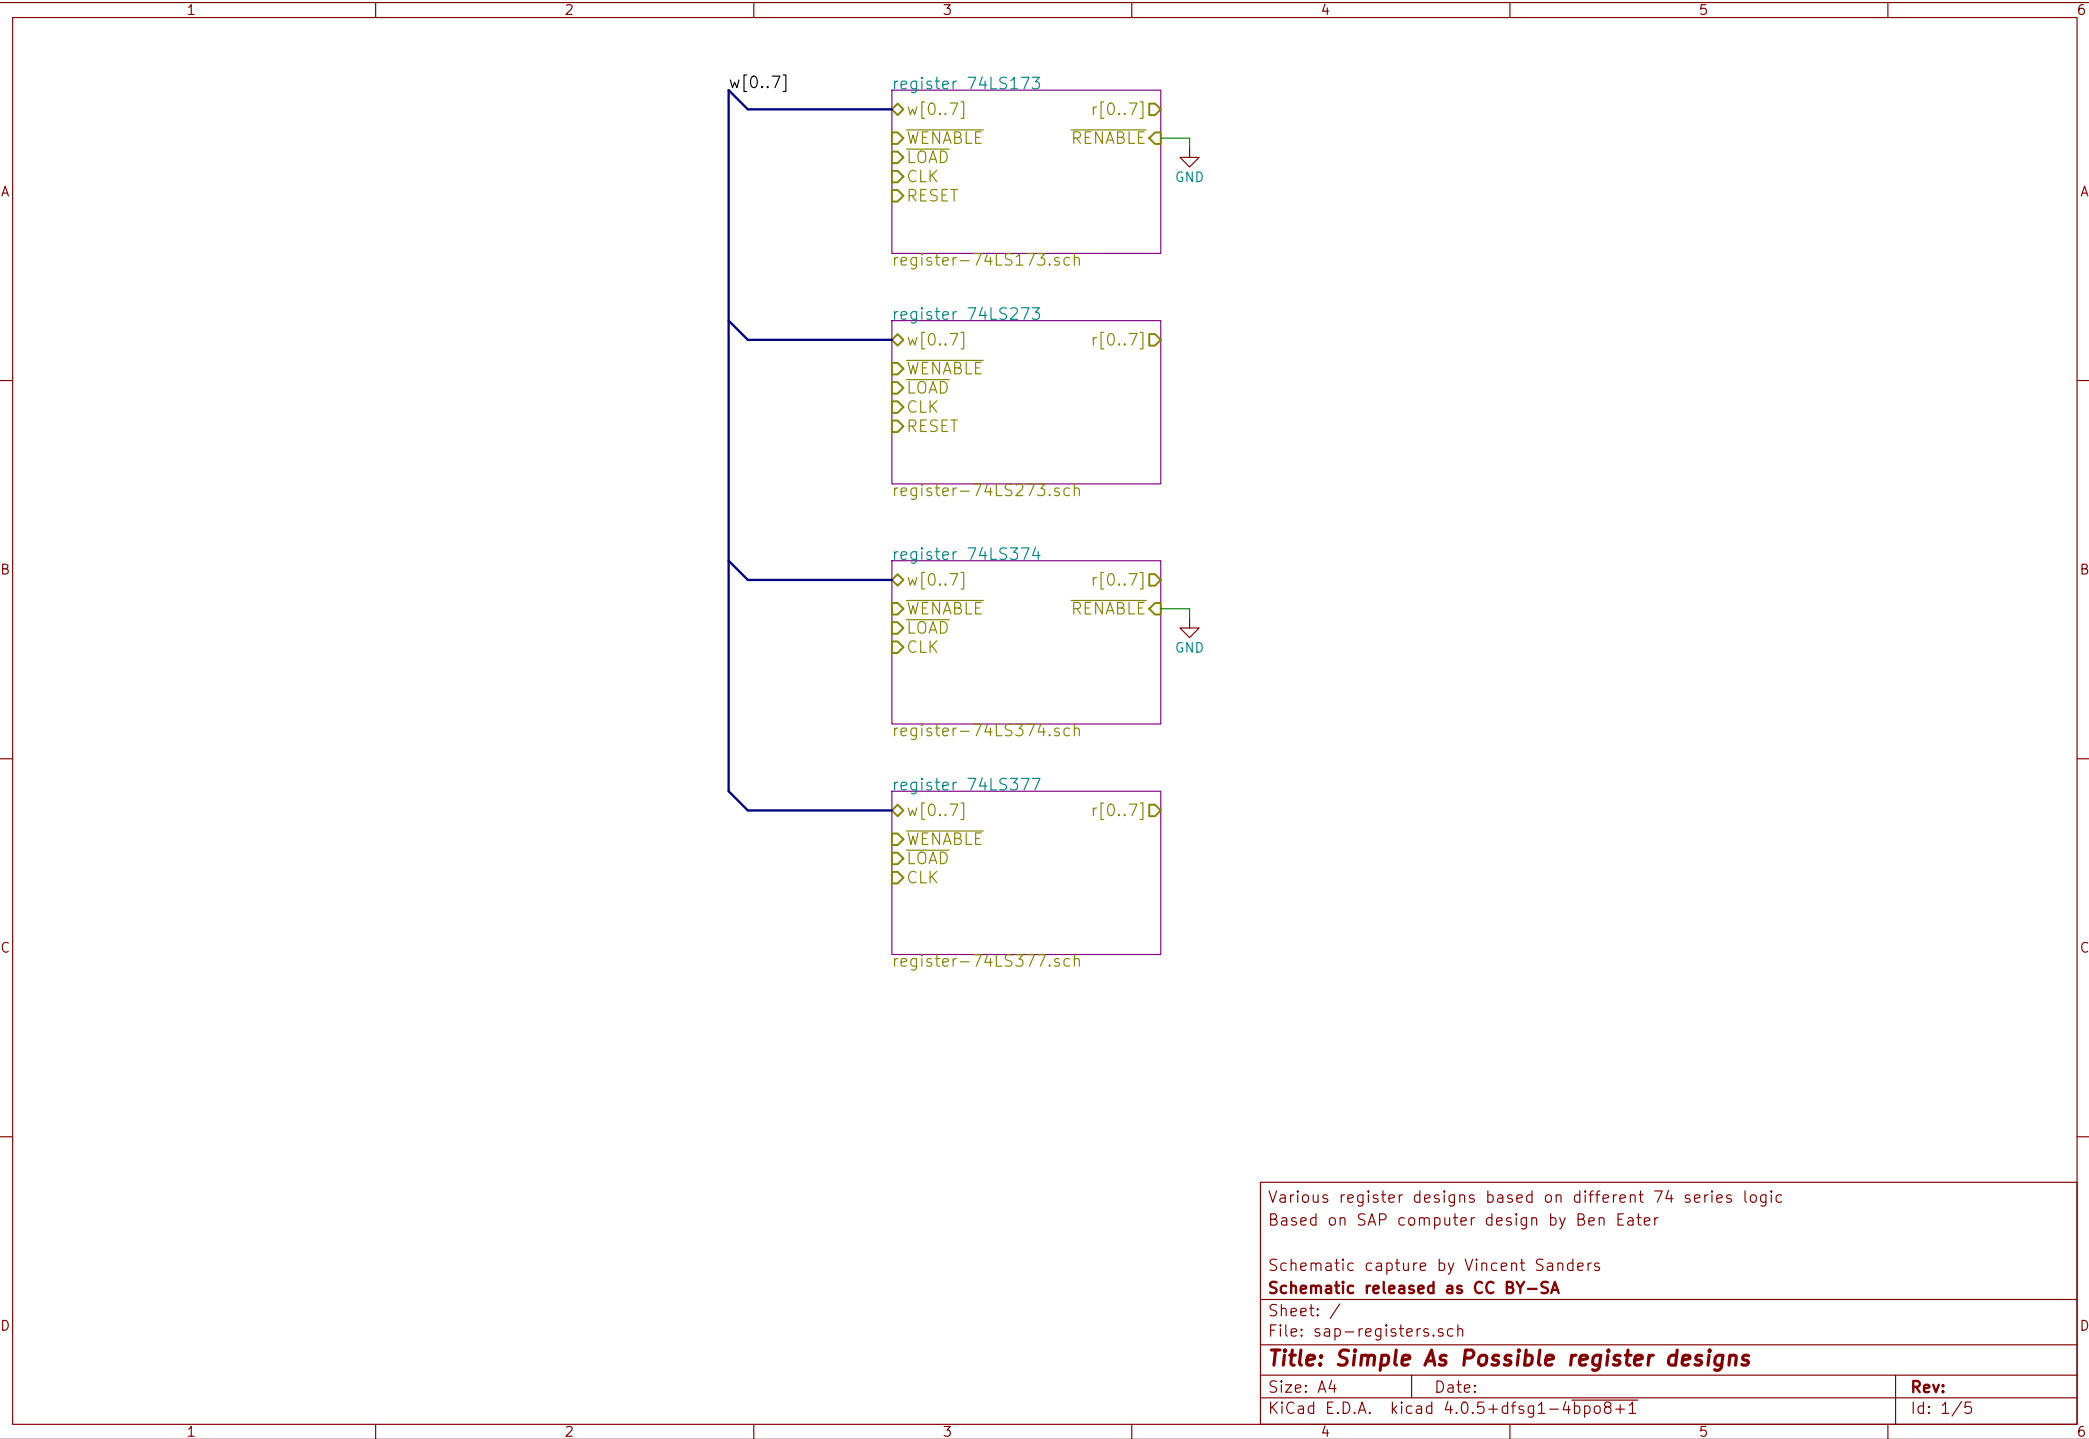 1 2 3 4 5 6
w[0..7]
register 74LS173
w[0..7] r[0..7]
WENABLE RENABLE
LOAD
CLK
RESET
GND
register-74LS173.sch
A A
register 74LS273
w[0..7] r[0..7]
WENABLE
LOAD
CLK
RESET
register-74LS273.sch
register 74LS374
w[0..7] r[0..7]
WENABLE RENABLE
LOAD
CLK
GND
register-74LS374.sch
B B
register 74LS377
w[0..7] r[0..7]
WENABLE
LOAD
CLK
register-74LS377.sch
C C
Various register designs based on different 74 series logic
Based on SAP computer design by Ben Eater
Schematic capture by Vincent Sanders
Schematic released as CC BY-SA
Sheet: /
File: sap-registers.sch
D D
Title: Simple As Possible register designs
Size: A4 Date: Rev:
KiCad E.D.A. kicad 4.0.5+dfsg1-4bpo8+1 Id: 1/5
1 2 3 4 5 6